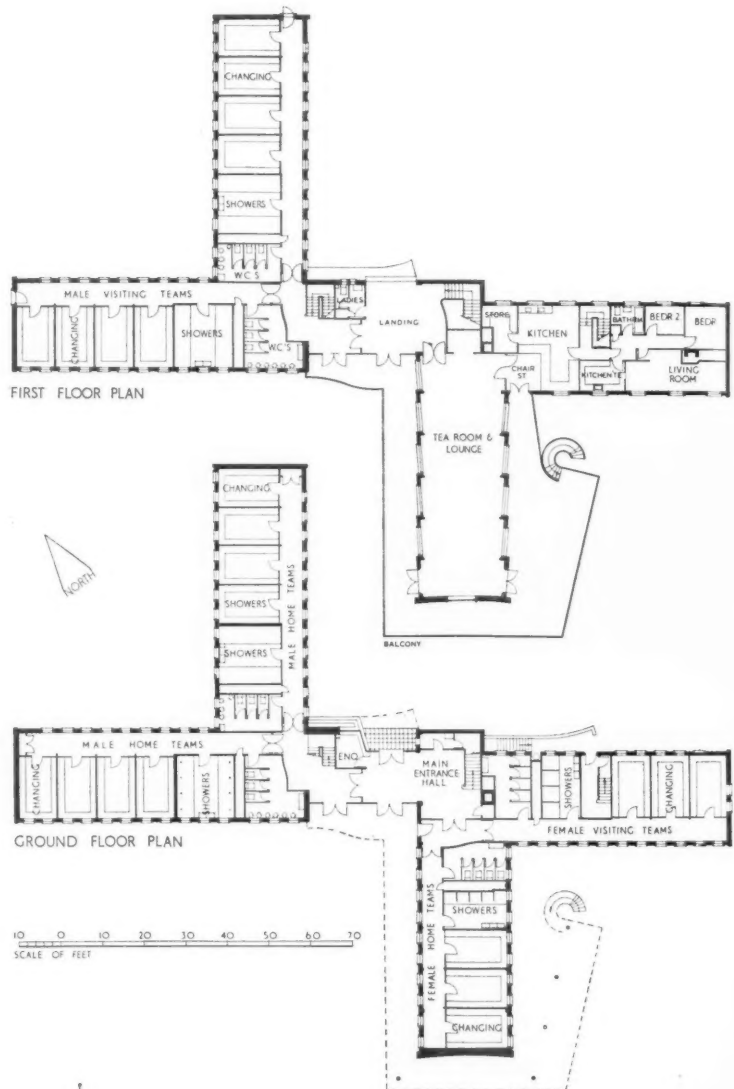 CHANGING
SHOWERS
W.C'S
MALE VISITING TEAMS
CHANGING
SHOWERS
W.C'S
LADIES
LANDING
STORE
KITCHEN
BATHRM
BEDR 2
BEDR
CHAIR
ST
KITCHEN'TE
LIVING
ROOM
FIRST FLOOR PLAN
TEA ROOM &
LOUNGE
BALCONY
NORTH
CHANGING
SHOWERS
SHOWERS
MALE HOME TEAMS
MALE HOME TEAMS
CHANGING
SHOWERS
ENQ
MAIN
ENTRANCE
HALL
SHOWERS
CHANGING
FEMALE VISITING TEAMS
GROUND FLOOR PLAN
FEMALE HOME TEAMS
SHOWERS
CHANGING
10 0 10 20 30 40 50 60 70
SCALE OF FEET